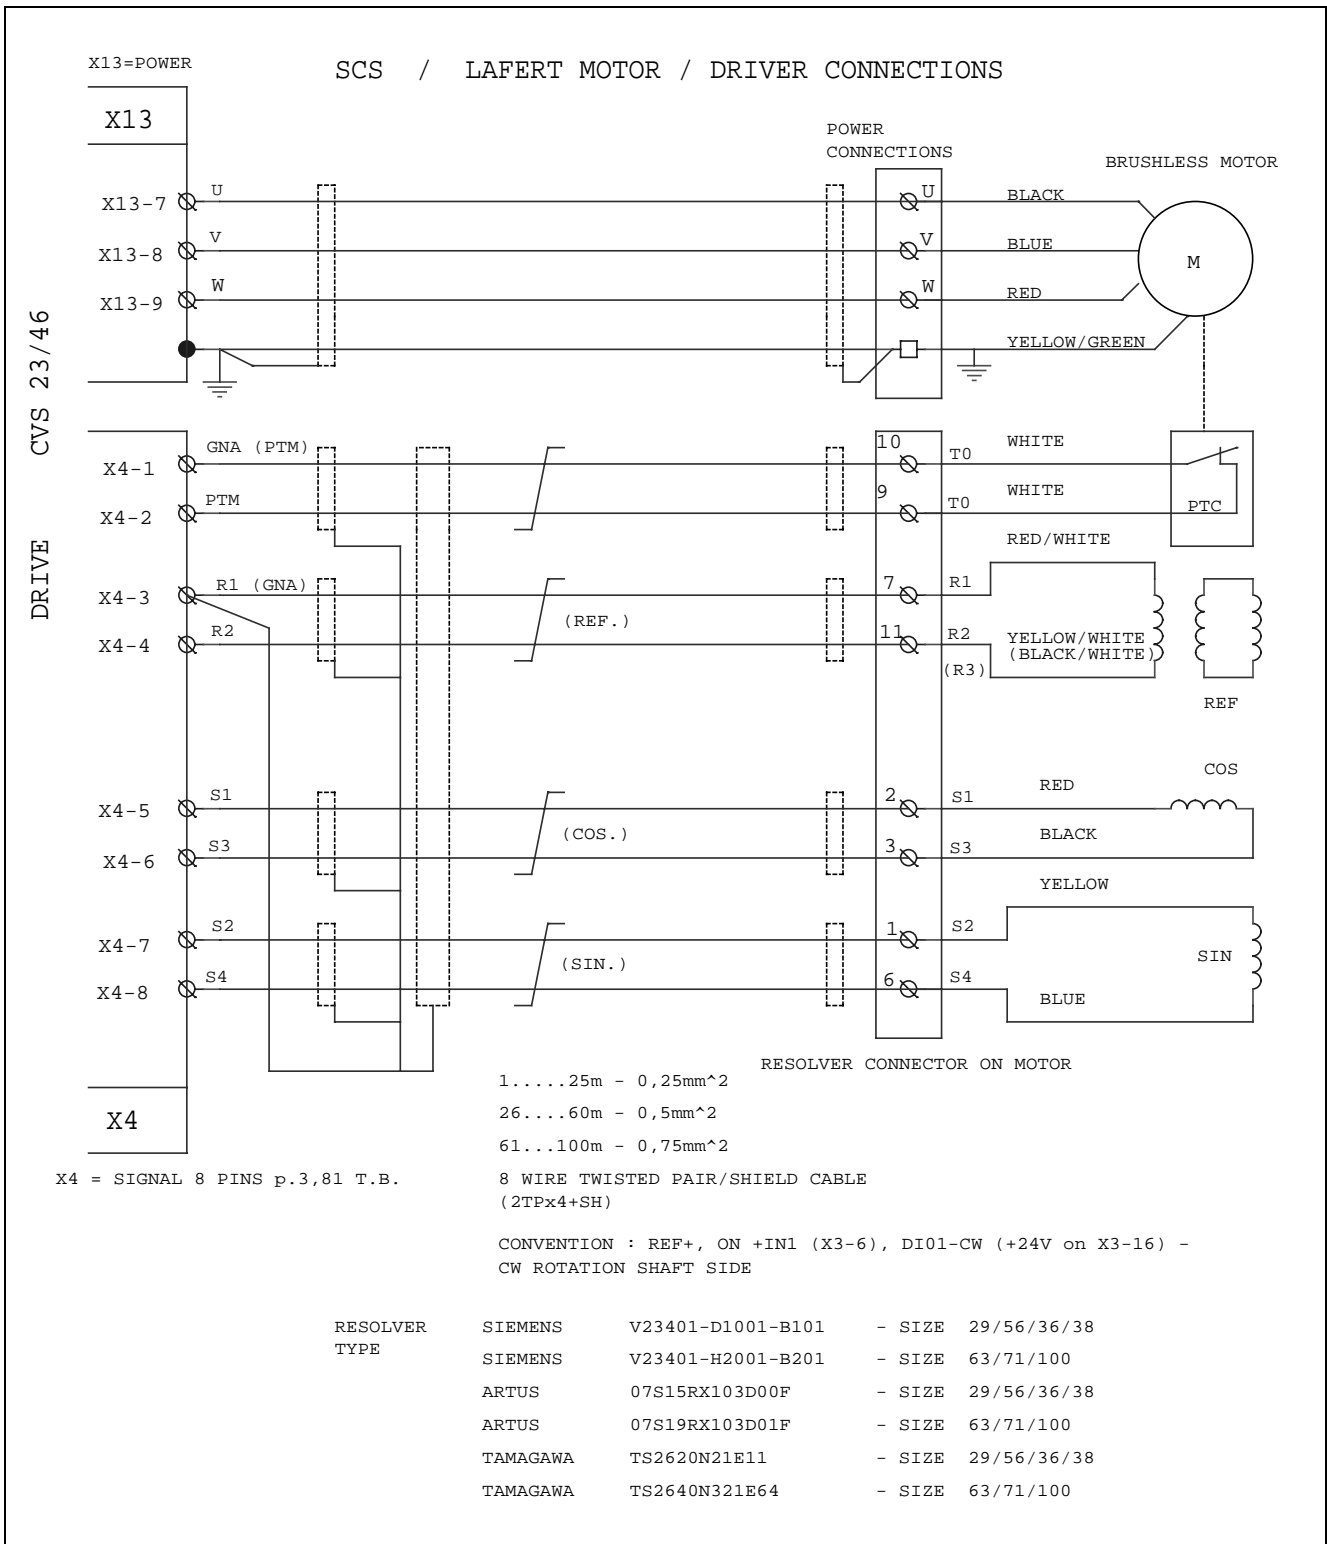 X13=POWER
SCS / LAFERT MOTOR / DRIVER CONNECTIONS
X13
POWER
CONNECTIONS
BRUSHLESS MOTOR
X13-7
U
U
BLACK
X13-8
V
V
BLUE
M
X13-9
W
W
RED
YELLOW/GREEN
DRIVE CVS 23/46
X4-1
GNA (PTM)
10
T0
WHITE
X4-2
PTM
9
T0
WHITE
PTC
RED/WHITE
X4-3
R1 (GNA)
7
R1
(REF.)
X4-4
R2
11
R2
YELLOW/WHITE
(BLACK/WHITE)
(R3)
REF
COS
X4-5
S1
2
S1
RED
(COS.)
X4-6
S3
3
S3
BLACK
YELLOW
X4-7
S2
1
S2
(SIN.)
SIN
X4-8
S4
6
S4
BLUE
RESOLVER CONNECTOR ON MOTOR
1.....25m - 0,25mm^2
26....60m - 0,5mm^2
61...100m - 0,75mm^2
X4
X4 = SIGNAL 8 PINS p.3,81 T.B.
8 WIRE TWISTED PAIR/SHIELD CABLE
(2TPx4+SH)
CONVENTION : REF+, ON +IN1 (X3-6), DI01-CW (+24V on X3-16) -
CW ROTATION SHAFT SIDE
RESOLVER
TYPE
SIEMENS V23401-D1001-B101 - SIZE 29/56/36/38
SIEMENS V23401-H2001-B201 - SIZE 63/71/100
ARTUS 07S15RX103D00F - SIZE 29/56/36/38
ARTUS 07S19RX103D01F - SIZE 63/71/100
TAMAGAWA TS2620N21E11 - SIZE 29/56/36/38
TAMAGAWA TS2640N321E64 - SIZE 63/71/100